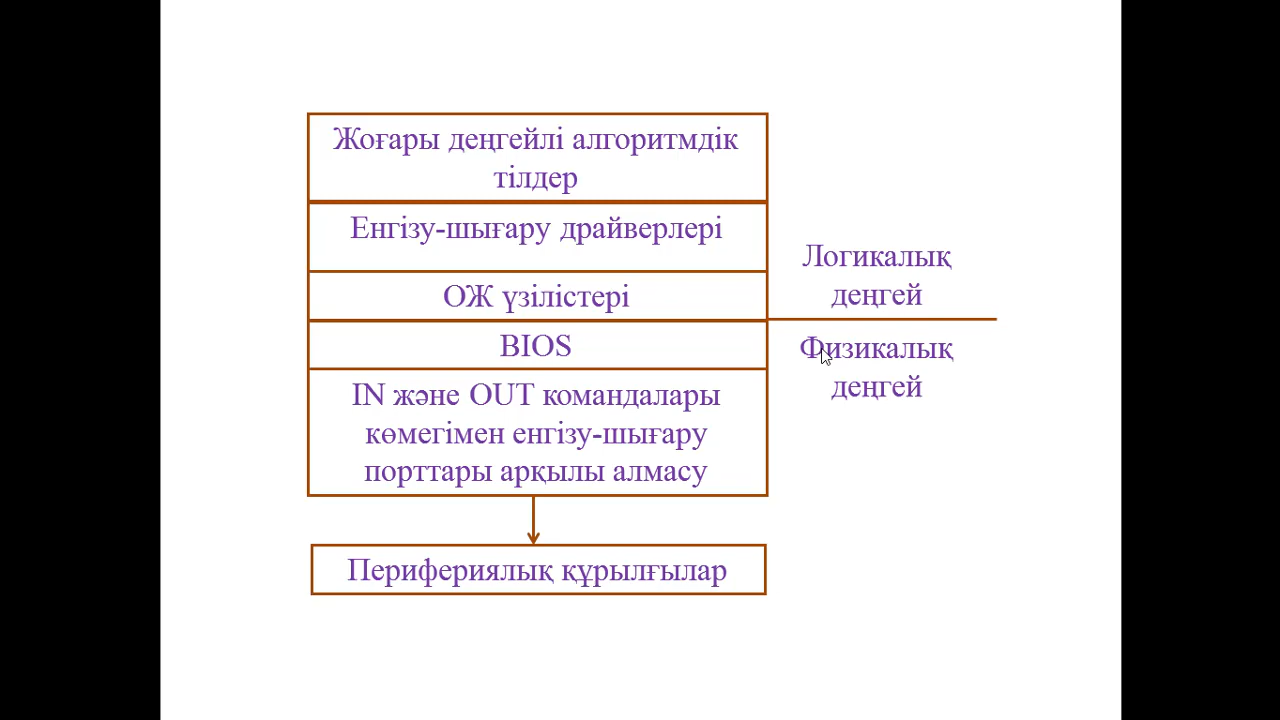 Жоғары деңгейлі алгоритмдік
тілдер
Енгізу-шығару драйверлері
ОЖ үзілістері
BIOS
IN және OUT командалары
көмегімен енгізу-шығару
порттары арқылы алмасу
Перифериялық құрылғылар
Логикалық
деңгей
Физикалық
деңгей